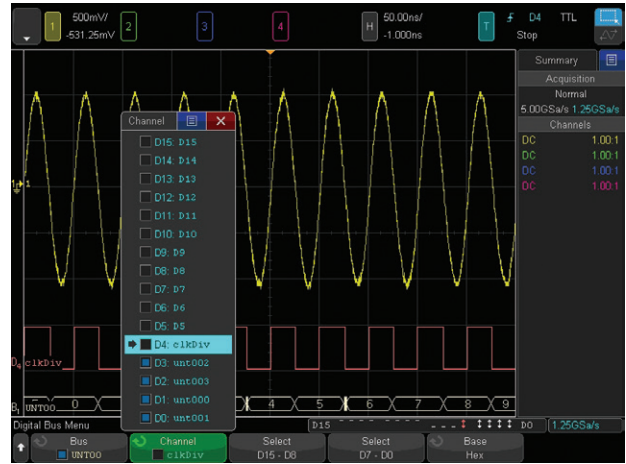 1 500mV/ 2 3 4 H 50.00ns/ T D4 TTL
-531.25mV -1.000ns Stop
Summary
Acquisition
Normal
5.00GSa/s 1.25GSa/s
Channels
DC 1.00:1
DC 1.00:1
DC 1.00:1
DC 1.00:1
Channel X
D15: D15
D14: D14
D13: D13
D12: D12
D11: D11
D10: D10
D9: D9
D8: D8
D7: D7
D6: D6
D5: D5
D4: clkDiv
D3: unt002
D2: unt003
D1: unt000
D0: unt001
1
D4 clkDiv
B1 UNTOO 0 4 5 6 7 8 9
Digital Bus Menu D15 D0 1.25GSa/s
Bus Channel Select Select Base
UNTOO clkDiv D15 - D8 D7 - D0 Hex